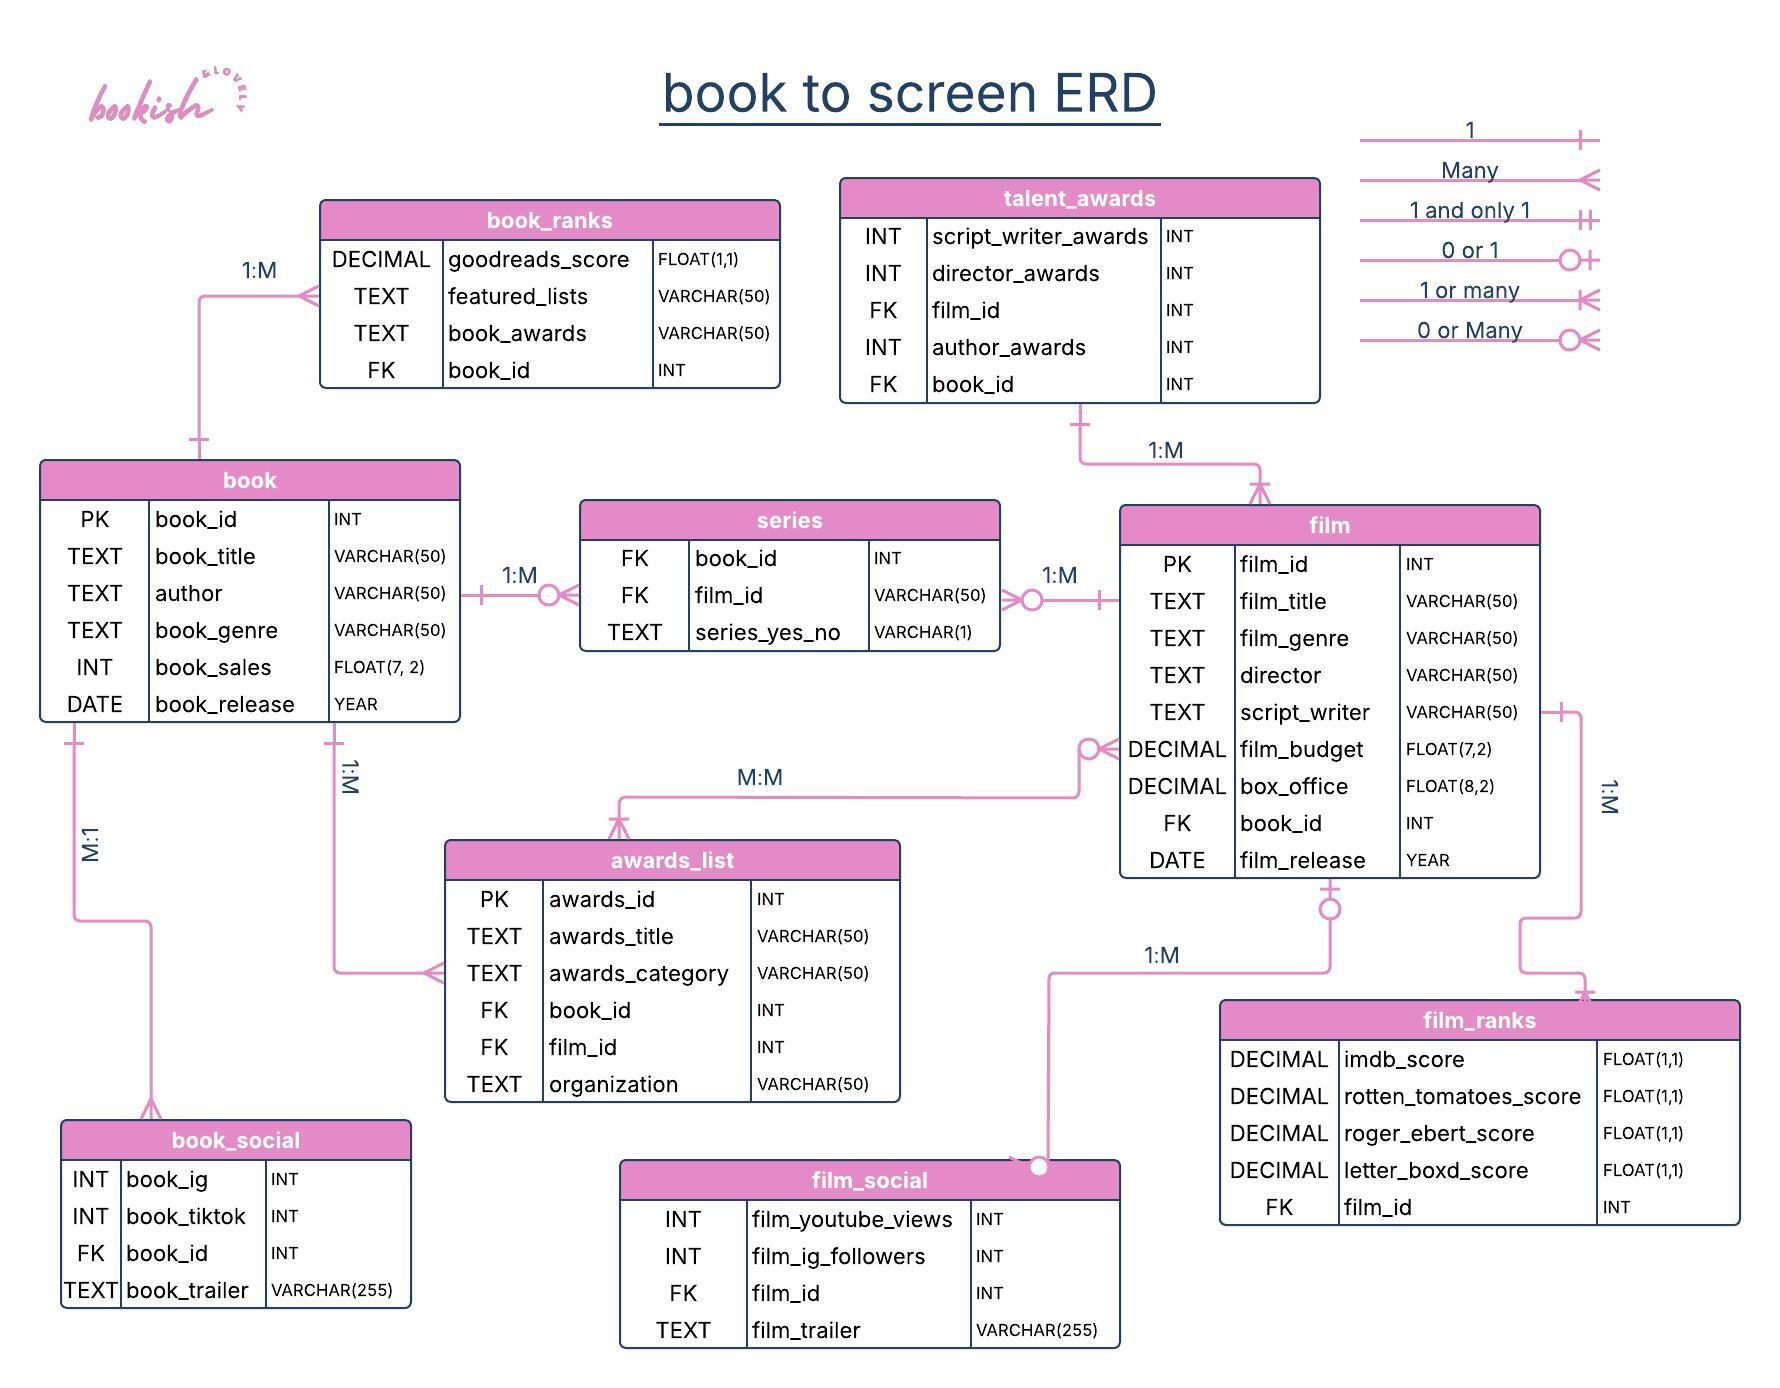 bookish
&LOVELY
book to screen ERD
1
Many
1 and only 1
0 or 1
1 or many
0 or Many
book_ranks
DECIMAL goodreads_score FLOAT(1,1)
TEXT featured_lists VARCHAR(50)
TEXT book_awards VARCHAR(50)
FK book_id INT
talent_awards
INT script_writer_awards INT
INT director_awards INT
FK film_id INT
INT author_awards INT
FK book_id INT
1:M
1:M
book
PK book_id INT
TEXT book_title VARCHAR(50)
TEXT author VARCHAR(50)
TEXT book_genre VARCHAR(50)
INT book_sales FLOAT(7, 2)
DATE book_release YEAR
1:M
series
FK book_id INT
FK film_id VARCHAR(50)
TEXT series_yes_no VARCHAR(1)
1:M
film
PK film_id INT
TEXT film_title VARCHAR(50)
TEXT film_genre VARCHAR(50)
TEXT director VARCHAR(50)
TEXT script_writer VARCHAR(50)
DECIMAL film_budget FLOAT(7,2)
DECIMAL box_office FLOAT(8,2)
FK book_id INT
DATE film_release YEAR
1:M
M:1
M:M
1:M
awards_list
PK awards_id INT
TEXT awards_title VARCHAR(50)
TEXT awards_category VARCHAR(50)
FK book_id INT
FK film_id INT
TEXT organization VARCHAR(50)
1:M
film_ranks
DECIMAL imdb_score FLOAT(1,1)
DECIMAL rotten_tomatoes_score FLOAT(1,1)
DECIMAL roger_ebert_score FLOAT(1,1)
DECIMAL letter_boxd_score FLOAT(1,1)
FK film_id INT
book_social
INT book_ig INT
INT book_tiktok INT
FK book_id INT
TEXT book_trailer VARCHAR(255)
film_social
INT film_youtube_views INT
INT film_ig_followers INT
FK film_id INT
TEXT film_trailer VARCHAR(255)